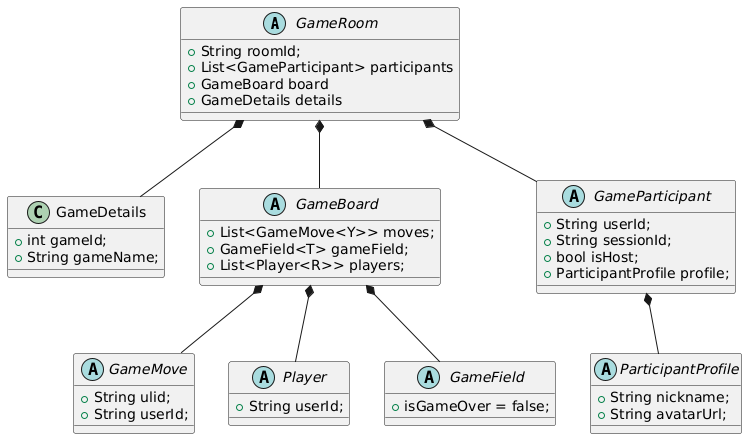 A GameRoom
String roomId;
List<GameParticipant> participants
GameBoard board
GameDetails details
C GameDetails
int gameId;
String gameName;
A GameBoard
List<GameMove<Y>> moves;
GameField<T> gameField;
List<Player<R>> players;
A GameParticipant
String userId;
String sessionId;
bool isHost;
ParticipantProfile profile;
A GameMove
String ulid;
String userId;
A Player
String userId;
A GameField
isGameOver = false;
A ParticipantProfile
String nickname;
String avatarUrl;